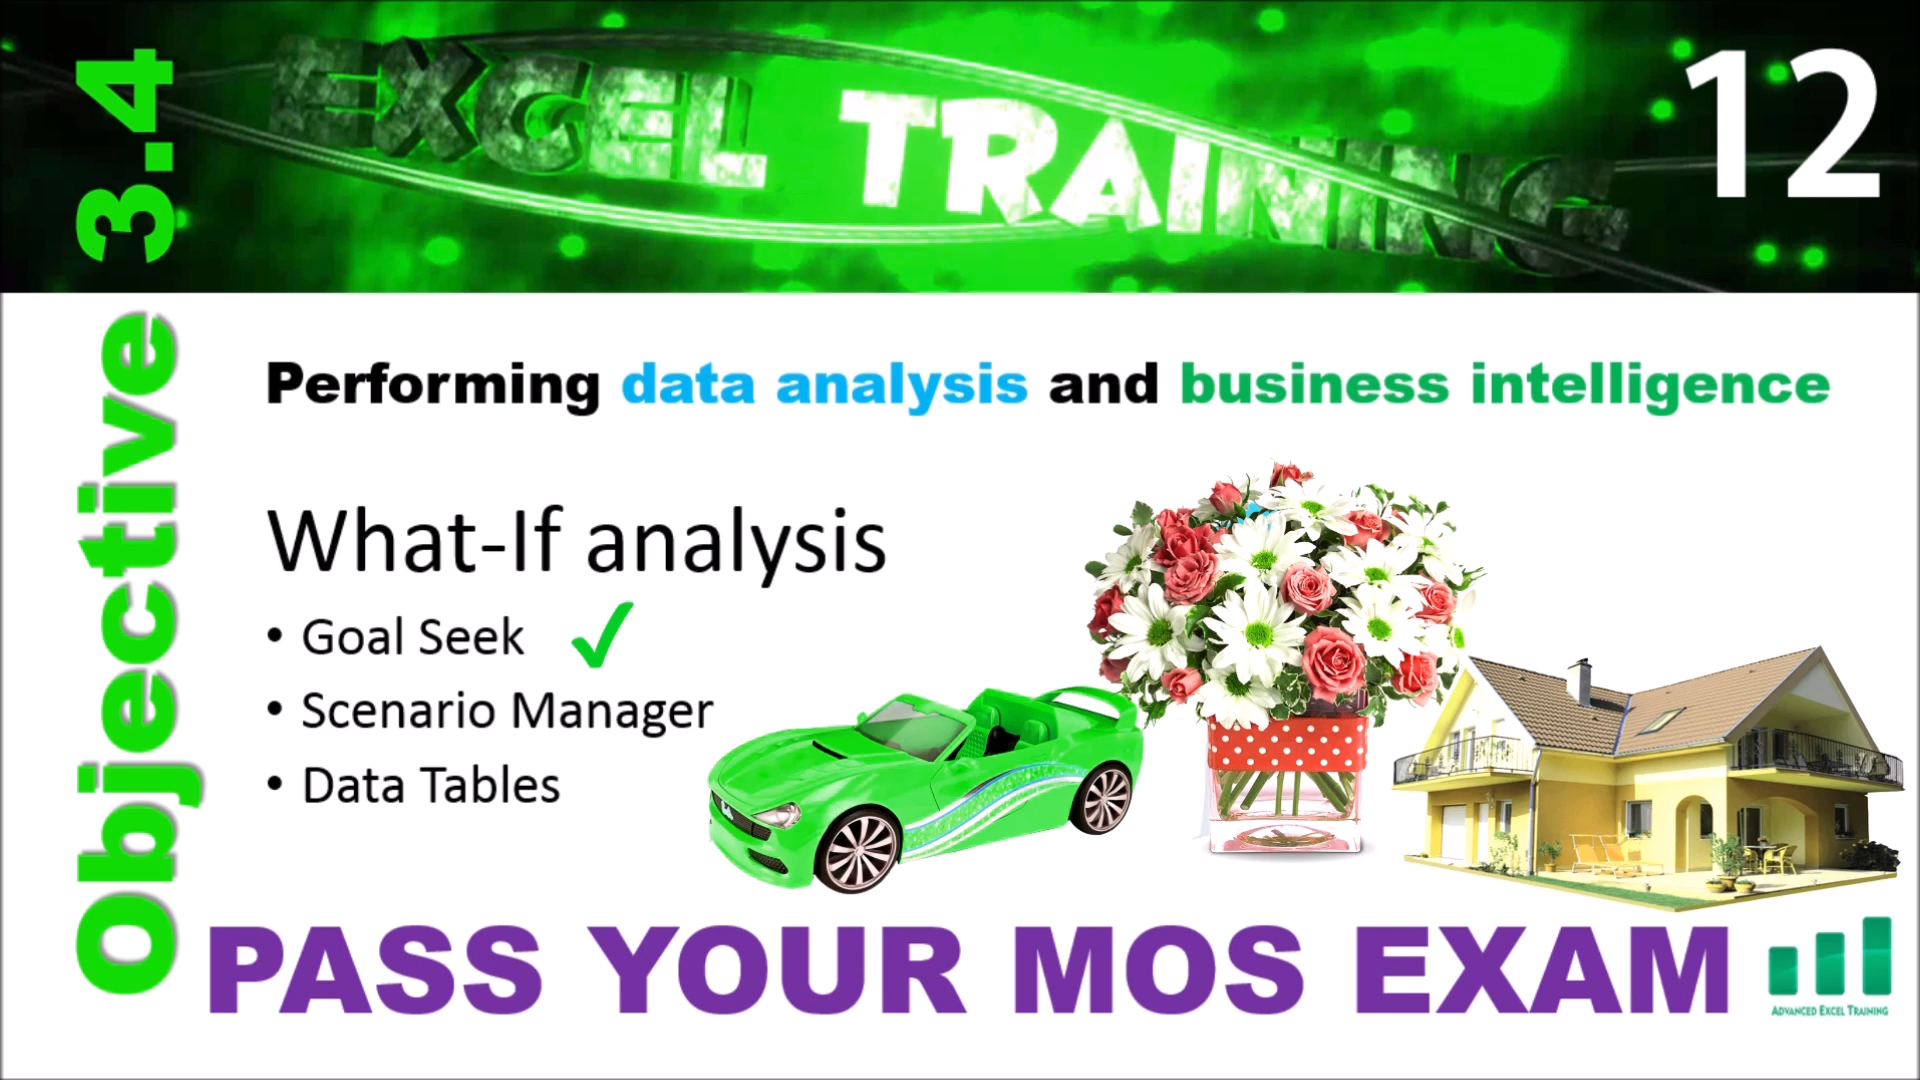 EXCEL TRAINING
12
Objective 3.4
Performing data analysis and business intelligence
What-If analysis
• Goal Seek ✓
• Scenario Manager
• Data Tables
PASS YOUR MOS EXAM
ADVANCED EXCEL TRAINING